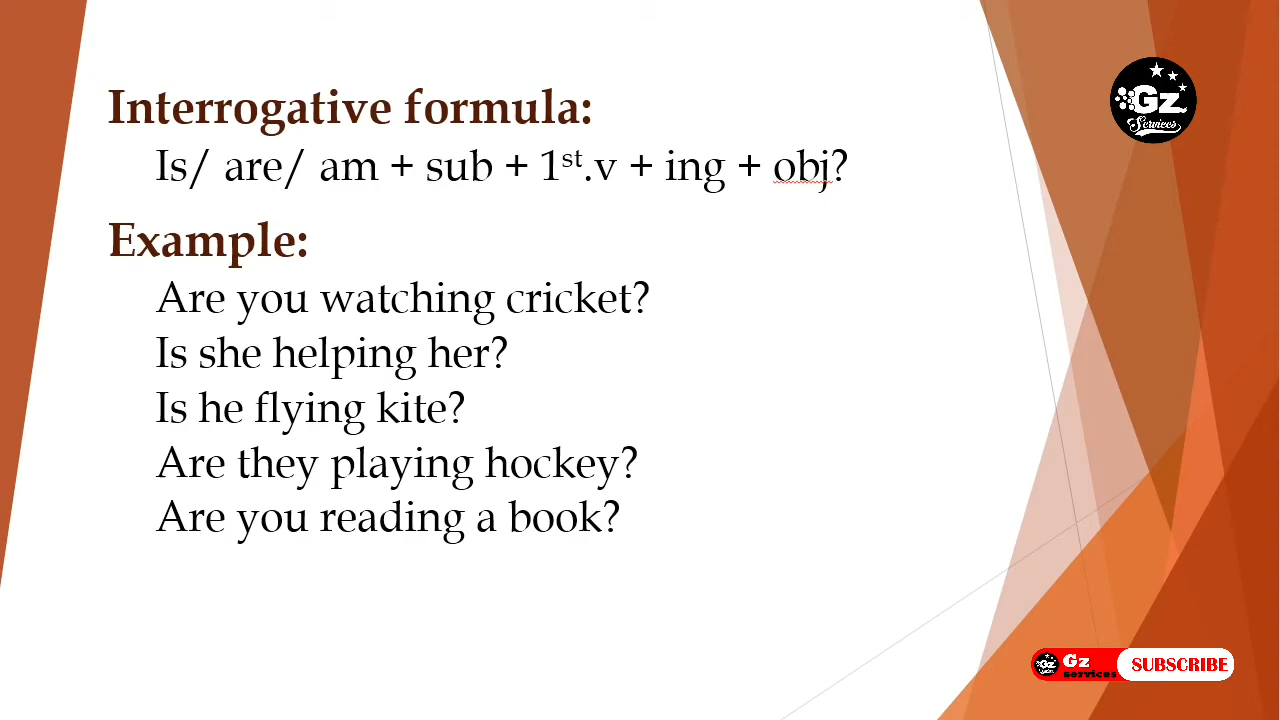 Interrogative formula:
Is/ are/ am + sub + 1st.v + ing + obj?
Example:
Are you watching cricket?
Is she helping her?
Is he flying kite?
Are they playing hockey?
Are you reading a book?
Gz
Services
Gz
services
SUBSCRIBE